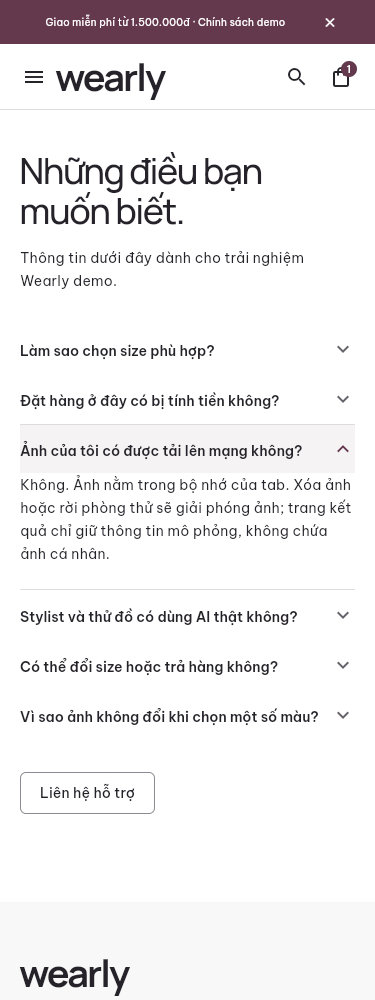 Giao miễn phí từ 1.500.000đ · Chính sách demo
wearly
1
Những điều bạn
muốn biết.
Thông tin dưới đây dành cho trải nghiệm
Wearly demo.
Làm sao chọn size phù hợp?
Đặt hàng ở đây có bị tính tiền không?
Ảnh của tôi có được tải lên mạng không?
Không. Ảnh nằm trong bộ nhớ của tab. Xóa ảnh
hoặc rời phòng thử sẽ giải phóng ảnh; trang kết
quả chỉ giữ thông tin mô phỏng, không chứa
ảnh cá nhân.
Stylist và thử đồ có dùng AI thật không?
Có thể đổi size hoặc trả hàng không?
Vì sao ảnh không đổi khi chọn một số màu?
Liên hệ hỗ trợ
wearly